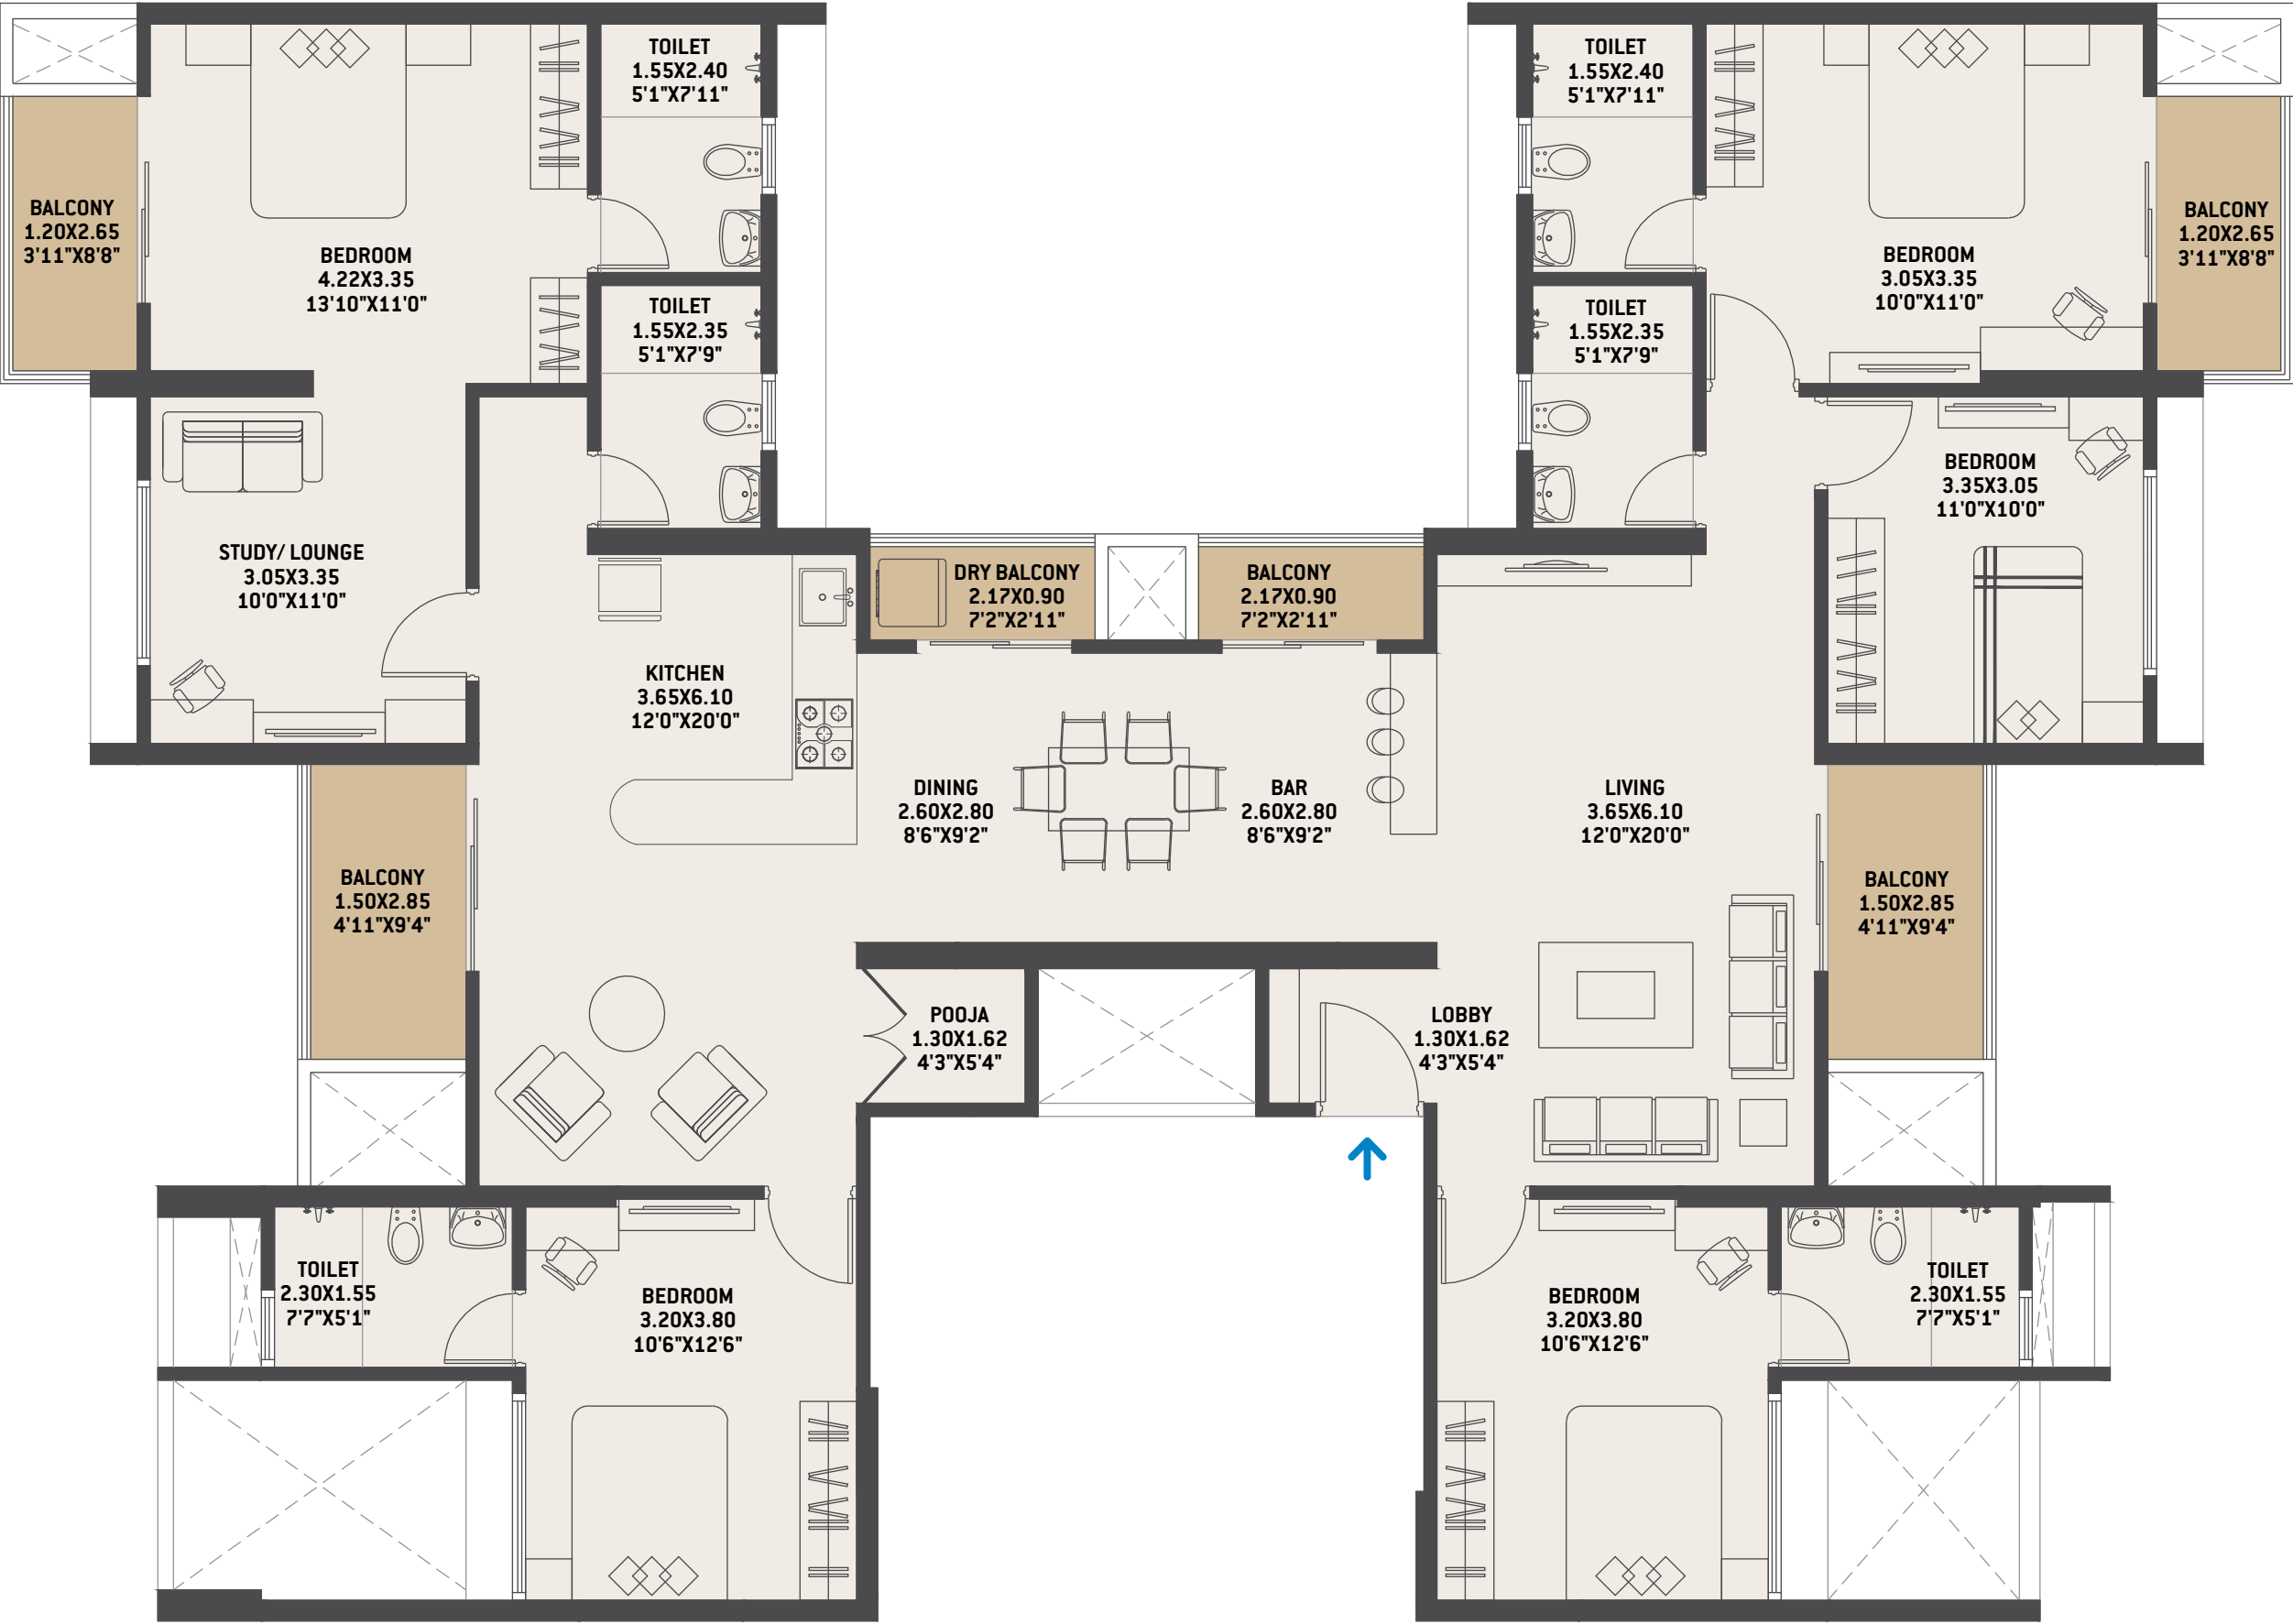 TOILET
1.55X2.40
5'1"X7'11"
TOILET
1.55X2.40
5'1"X7'11"
BALCONY
1.20X2.65
3'11"X8'8"
BEDROOM
4.22X3.35
13'10"X11'0"
BEDROOM
3.05X3.35
10'0"X11'0"
BALCONY
1.20X2.65
3'11"X8'8"
TOILET
1.55X2.35
5'1"X7'9"
TOILET
1.55X2.35
5'1"X7'9"
BEDROOM
3.35X3.05
11'0"X10'0"
STUDY/ LOUNGE
3.05X3.35
10'0"X11'0"
DRY BALCONY
2.17X0.90
7'2"X2'11"
BALCONY
2.17X0.90
7'2"X2'11"
KITCHEN
3.65X6.10
12'0"X20'0"
DINING
2.60X2.80
8'6"X9'2"
BAR
2.60X2.80
8'6"X9'2"
LIVING
3.65X6.10
12'0"X20'0"
BALCONY
1.50X2.85
4'11"X9'4"
BALCONY
1.50X2.85
4'11"X9'4"
POOJA
1.30X1.62
4'3"X5'4"
LOBBY
1.30X1.62
4'3"X5'4"
TOILET
2.30X1.55
7'7"X5'1"
BEDROOM
3.20X3.80
10'6"X12'6"
BEDROOM
3.20X3.80
10'6"X12'6"
TOILET
2.30X1.55
7'7"X5'1"